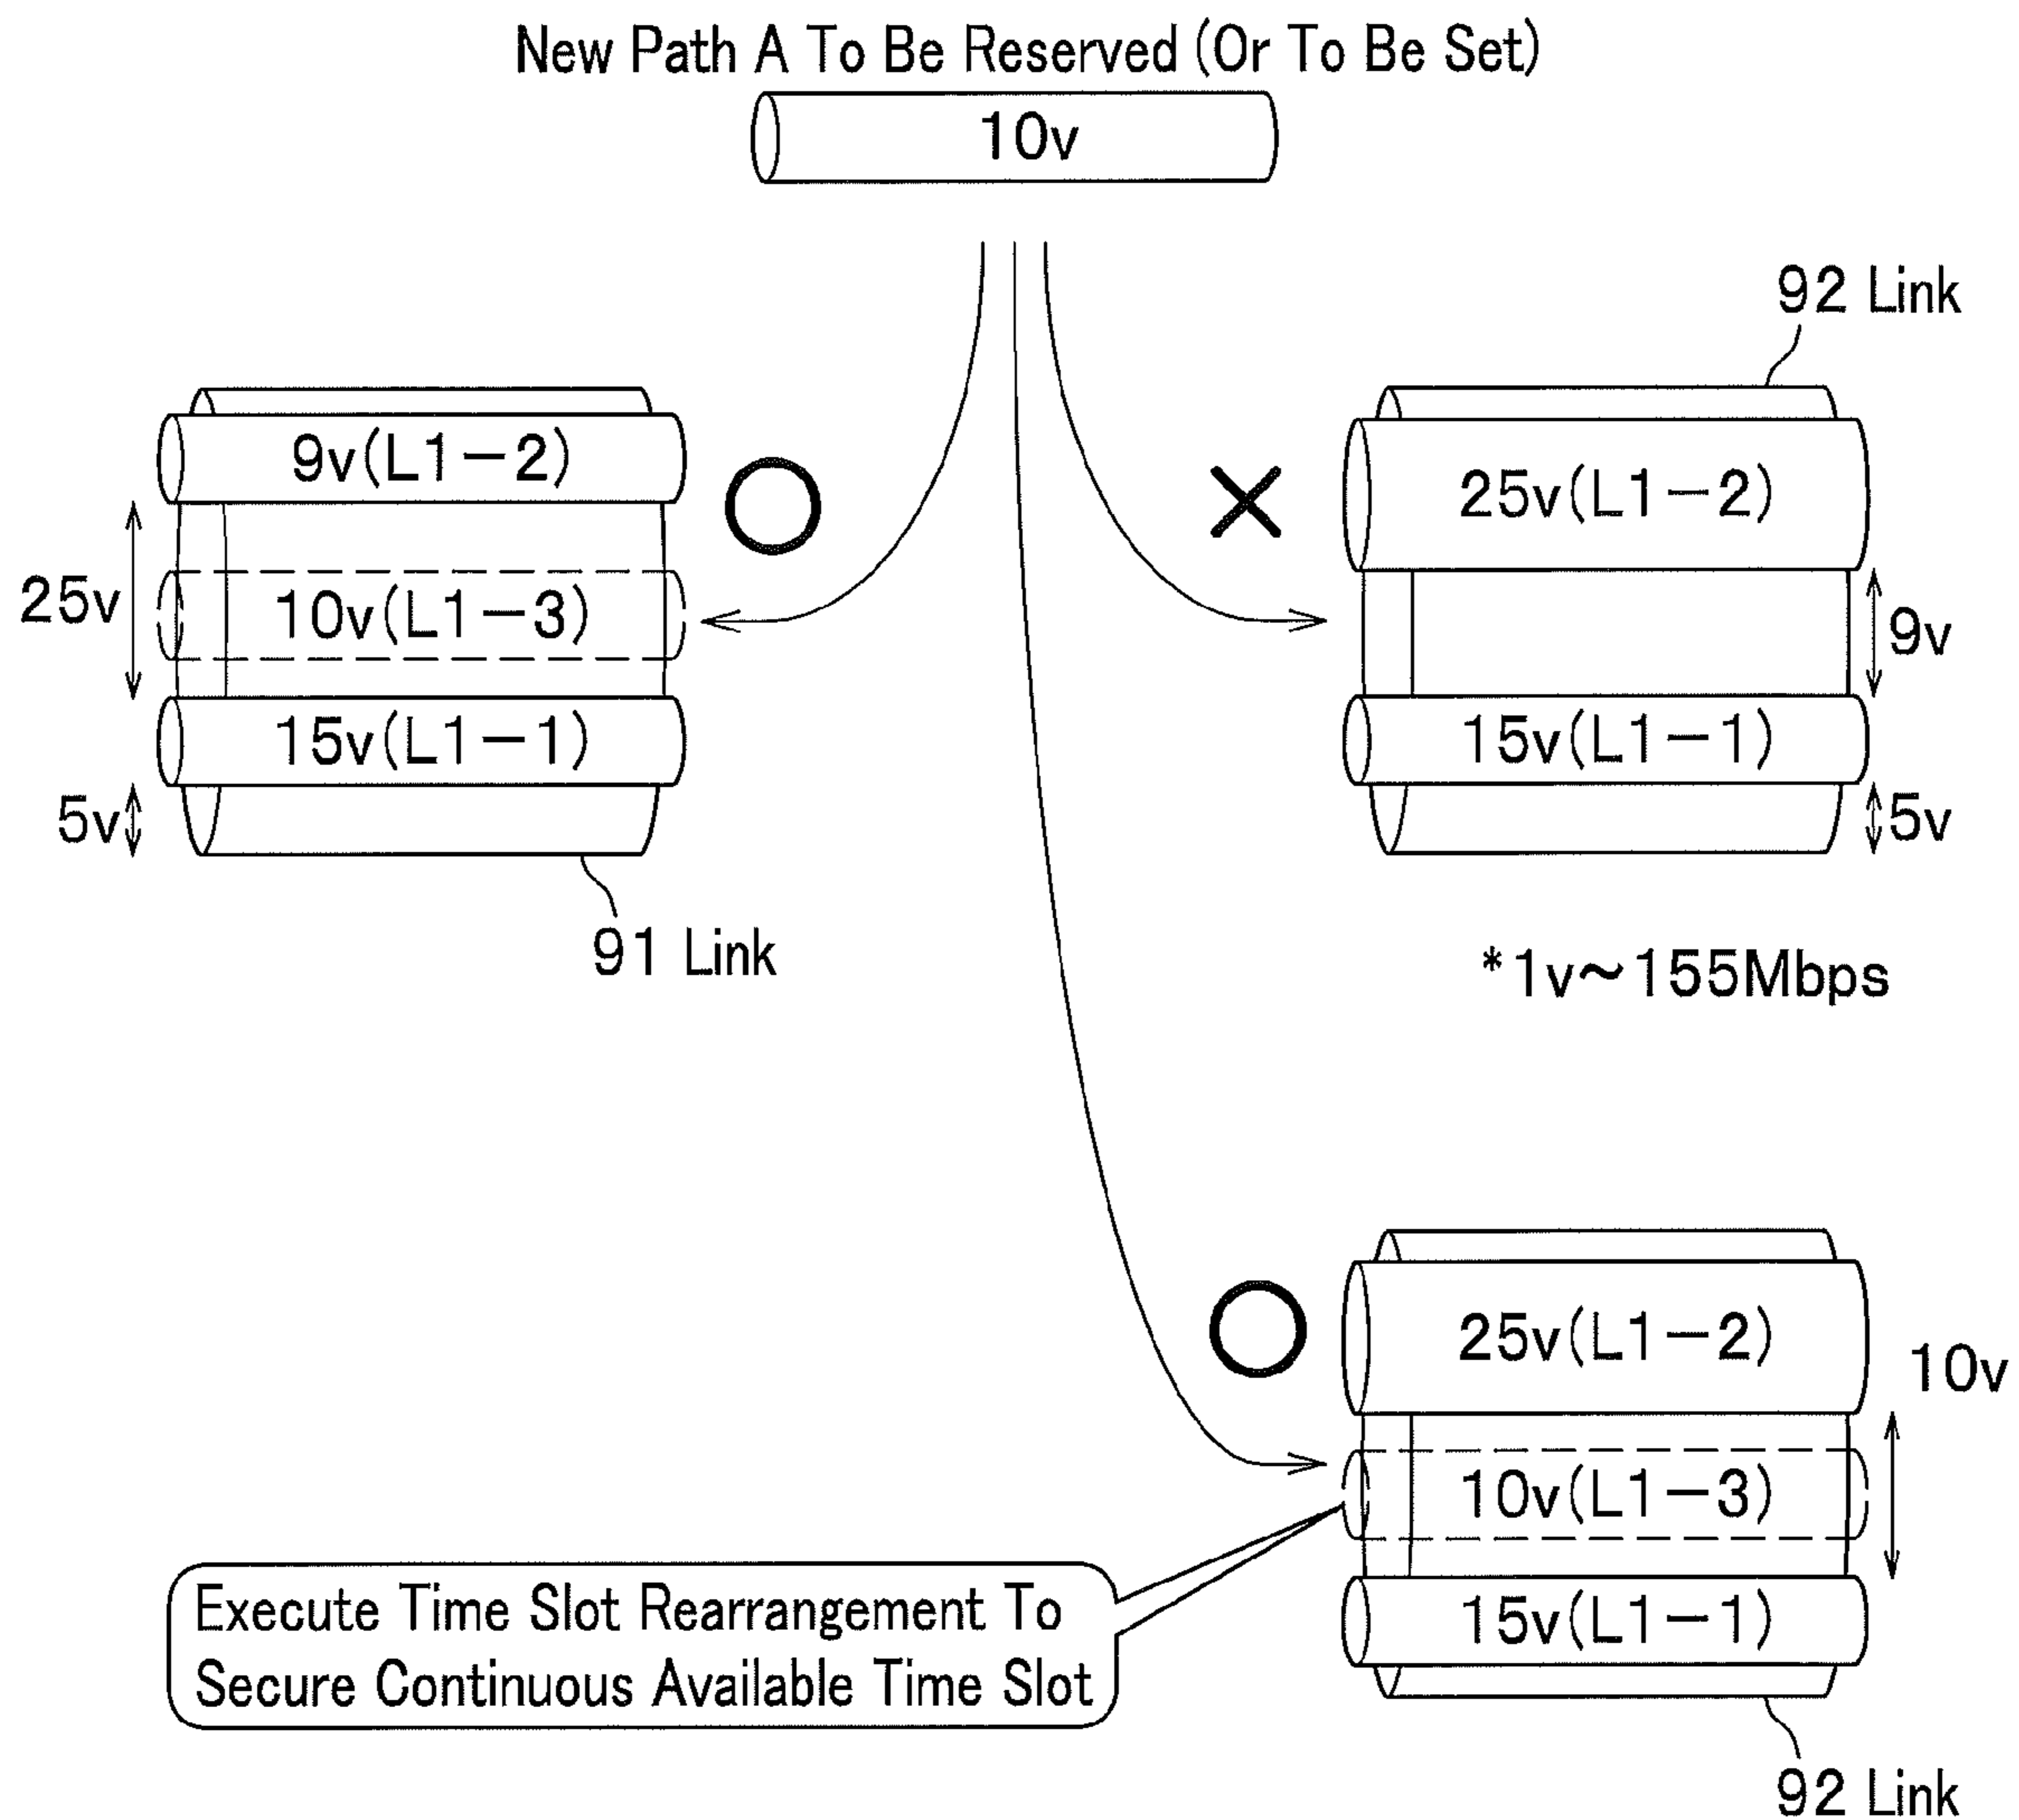 New Path A To Be Reserved (Or To Be Set)
10v
92 Link
9v(L1-2)
25v(L1-2)
25v
10v(L1-3)
9v
15v(L1-1)
15v(L1-1)
5v
5v
91 Link
*1v~155Mbps
25v(L1-2)
10v
10v(L1-3)
Execute Time Slot Rearrangement To
Secure Continuous Available Time Slot
15v(L1-1)
92 Link